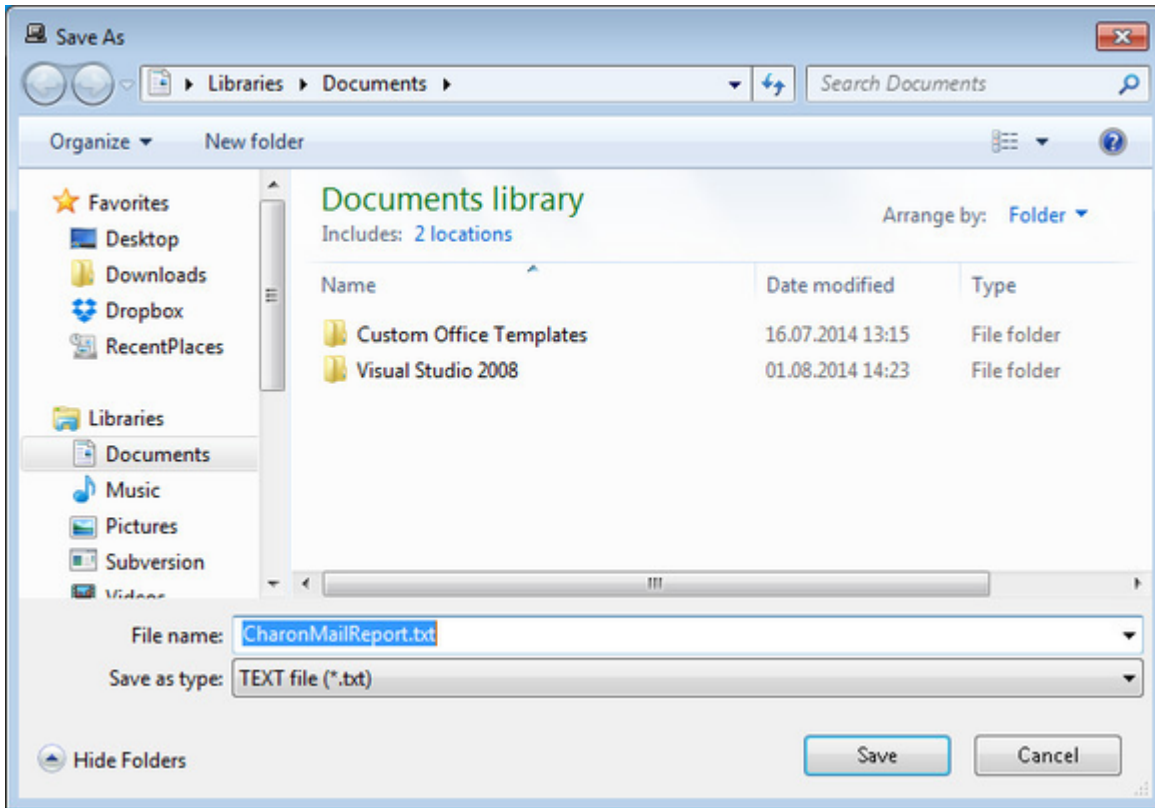 Save As
Libraries Documents
Search Documents
Organize New folder
Favorites
Desktop
Downloads
Dropbox
RecentPlaces
Libraries
Documents
Music
Pictures
Subversion
Videos
Documents library
Includes: 2 locations
Arrange by: Folder
Name Date modified Type
Custom Office Templates 16.07.2014 13:15 File folder
Visual Studio 2008 01.08.2014 14:23 File folder
File name: CharonMailReport.txt
Save as type: TEXT file (*.txt)
Hide Folders
Save Cancel